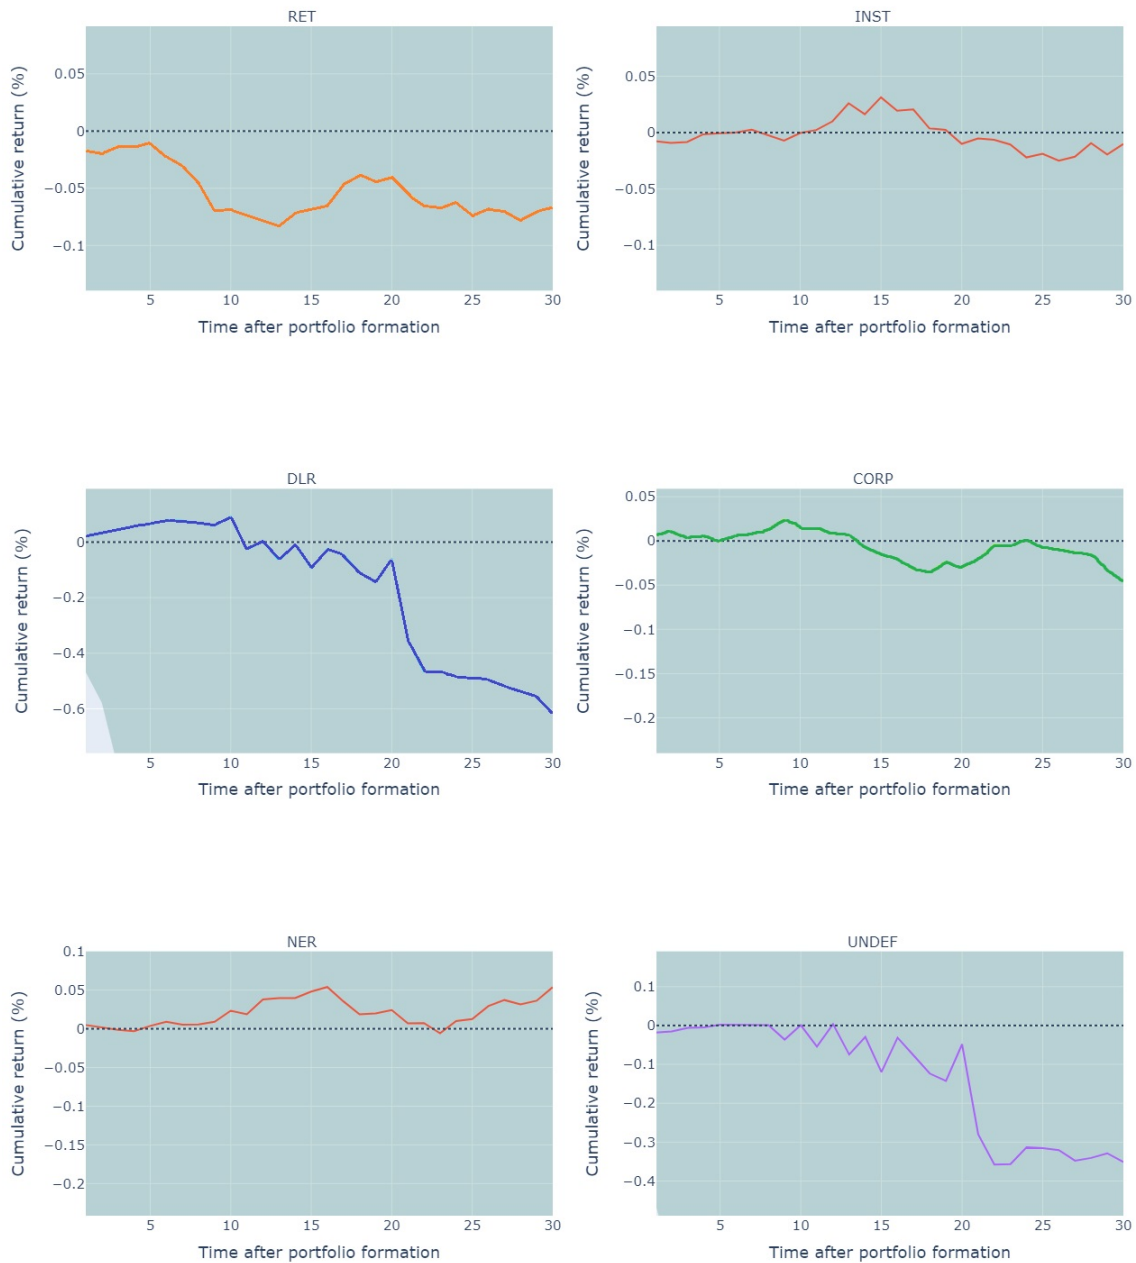 RET
Cumulative return (%)
0.05
0
−0.05
−0.1
5 10 15 20 25 30
Time after portfolio formation
INST
Cumulative return (%)
0.05
0
−0.05
−0.1
5 10 15 20 25 30
Time after portfolio formation
DLR
Cumulative return (%)
0
−0.2
−0.4
−0.6
5 10 15 20 25 30
Time after portfolio formation
CORP
Cumulative return (%)
0.05
0
−0.05
−0.1
−0.15
−0.2
5 10 15 20 25 30
Time after portfolio formation
NER
Cumulative return (%)
0.1
0.05
0
−0.05
−0.1
−0.15
−0.2
5 10 15 20 25 30
Time after portfolio formation
UNDEF
Cumulative return (%)
0.1
0
−0.1
−0.2
−0.3
−0.4
5 10 15 20 25 30
Time after portfolio formation